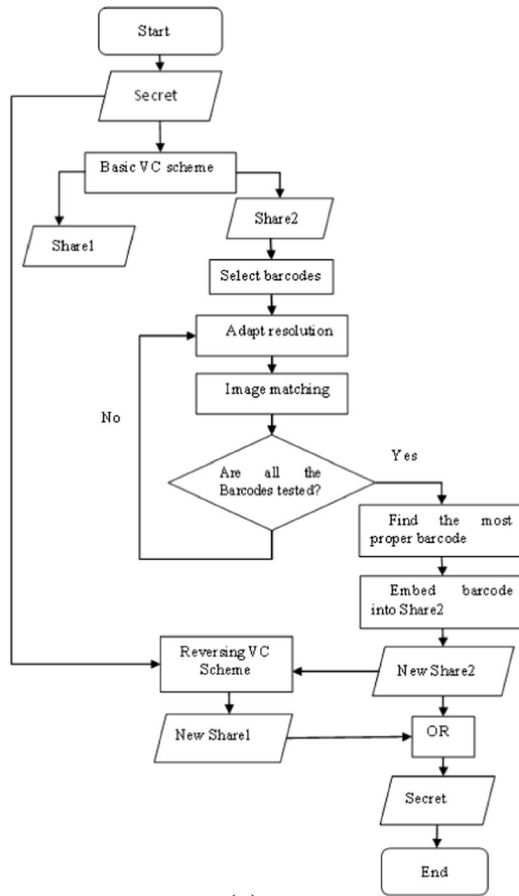 Start
Secret
Basic VC scheme
Share1
Share2
Select barcodes
Adapt resolution
Image matching
No
Yes
Are all the
Barcodes tested?
Find the most
proper barcode
Embed barcode
into Share2
Reversing VC
Scheme
New Share2
New Share1
OR
Secret
End